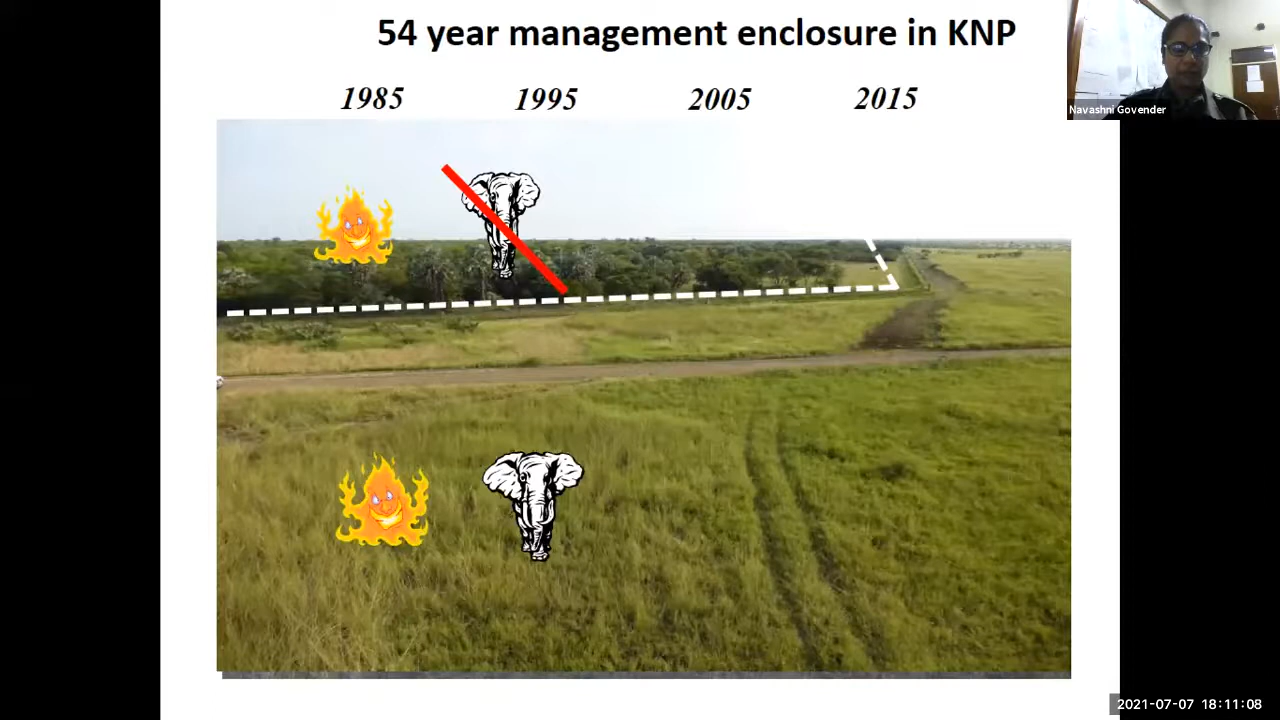 54 year management enclosure in KNP
1985 1995 2005 2015
Navashni Govender
2021-07-07 18:11:08